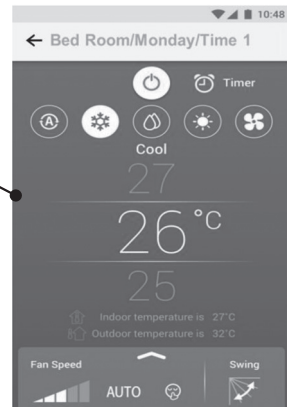 10:48
← Bed Room/Monday/Time 1
Timer
A
Cool
27
26°C
25
Indoor temperature is 27°C
Outdoor temperature is 32°C
Fan Speed
Swing
AUTO